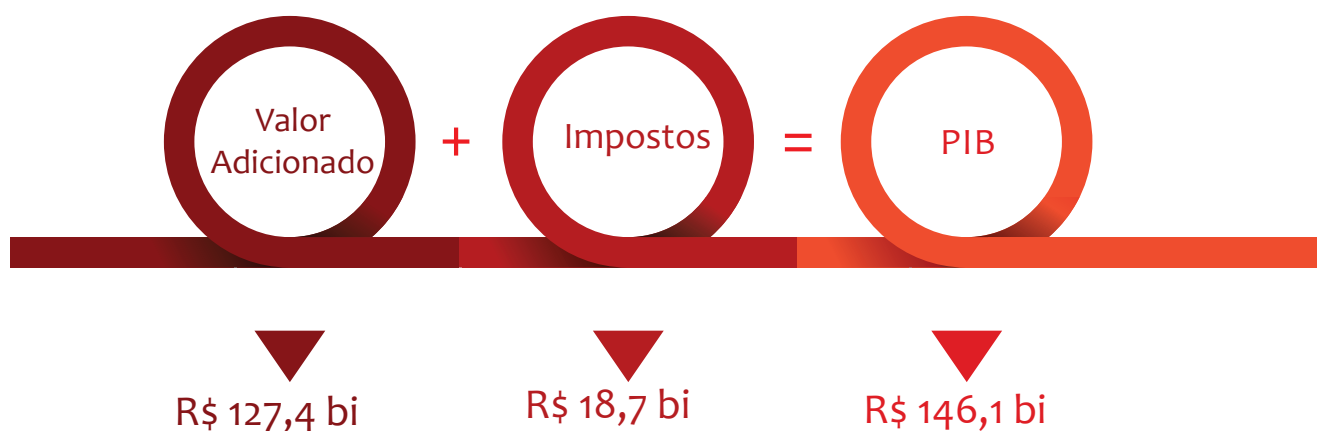 Valor
Adicionado
+
Impostos
=
PIB
R$ 127,4 bi
R$ 18,7 bi
R$ 146,1 bi